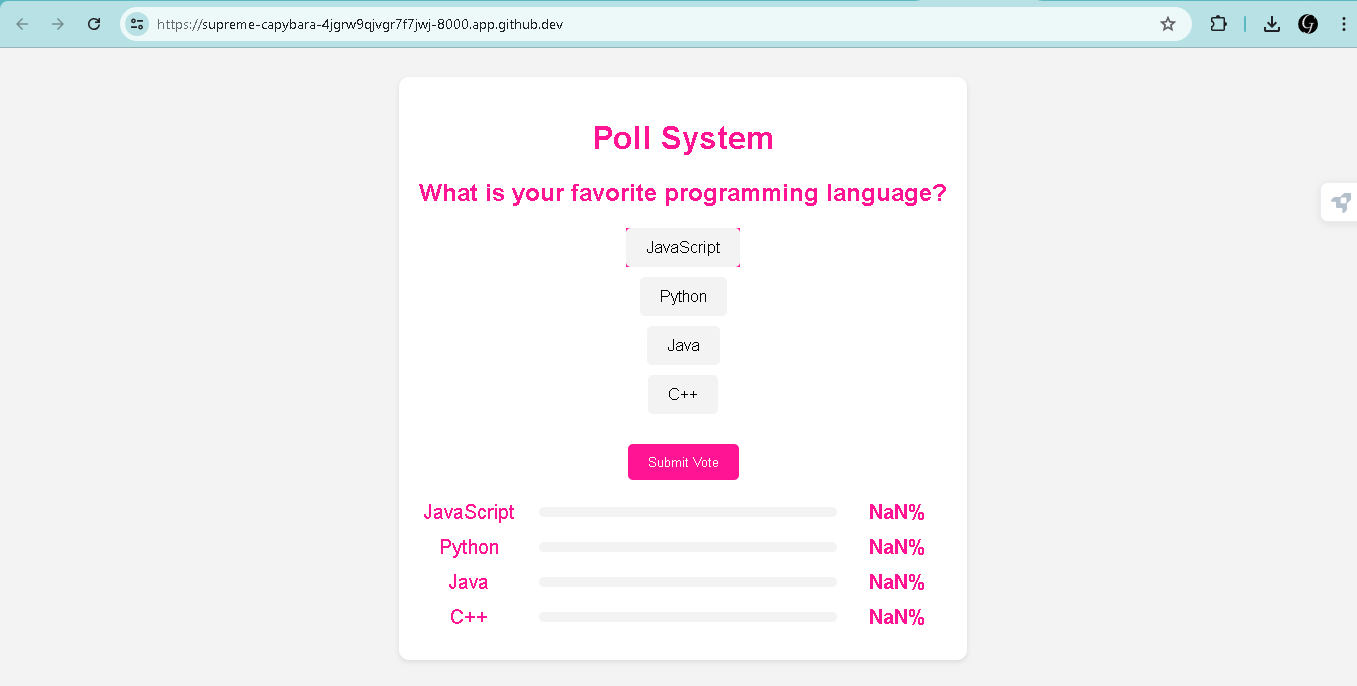 https://supreme-capybara-4jgrw9qjvgr7f7jwj-8000.app.github.dev
Poll System
What is your favorite programming language?
JavaScript
Python
Java
C++
Submit Vote
JavaScript NaN%
Python NaN%
Java NaN%
C++ NaN%